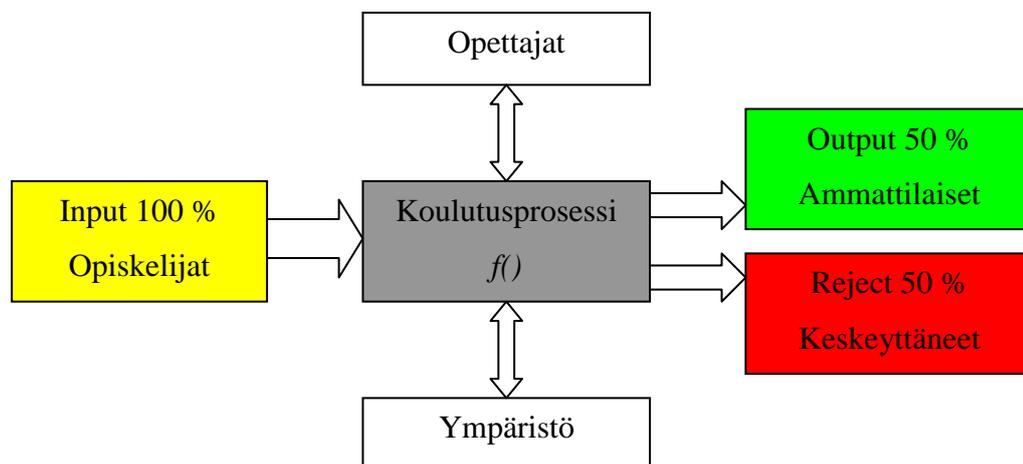 Opettajat
Input 100 %
Opiskelijat
Koulutusprosessi
f()
Output 50 %
Ammattilaiset
Reject 50 %
Keskeyttäneet
Ympäristö